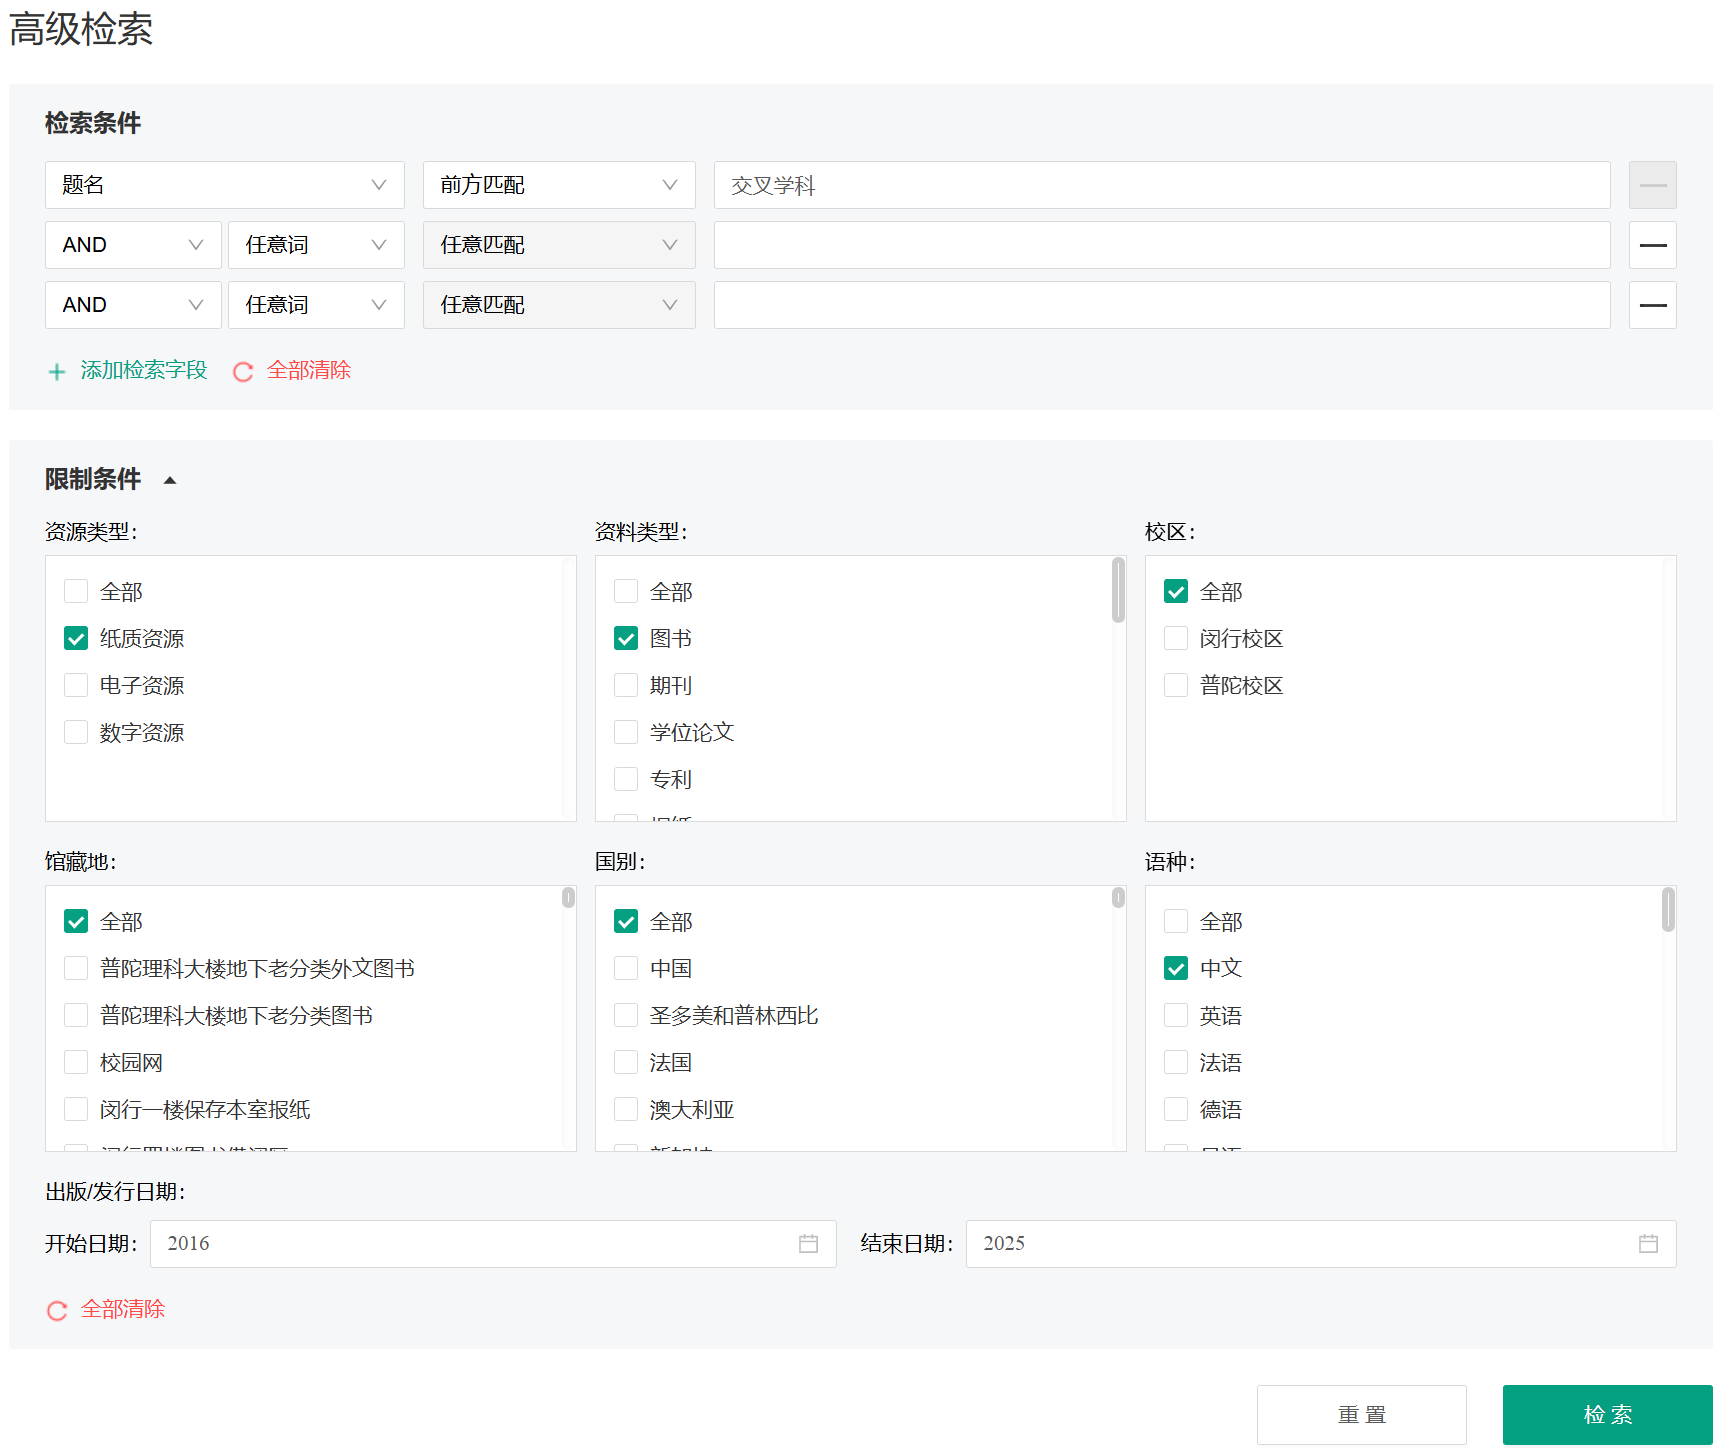 高级检索
检索条件
题名 前方匹配 交叉学科
AND 任意词 任意匹配
AND 任意词 任意匹配
添加检索字段 全部清除
限制条件
资源类型: 资料类型: 校区:
全部 全部 全部
纸质资源 图书 闵行校区
电子资源 期刊 普陀校区
数字资源 学位论文
专利
馆藏地: 国别: 语种:
全部 全部 全部
普陀理科大楼地下老分类外文图书 中国 中文
普陀理科大楼地下老分类图书 圣多美和普林西比 英语
校园网 法国 法语
闵行一楼保存本室报纸 澳大利亚 德语
出版/发行日期:
开始日期: 2016 结束日期: 2025
全部清除
重 置 检 索